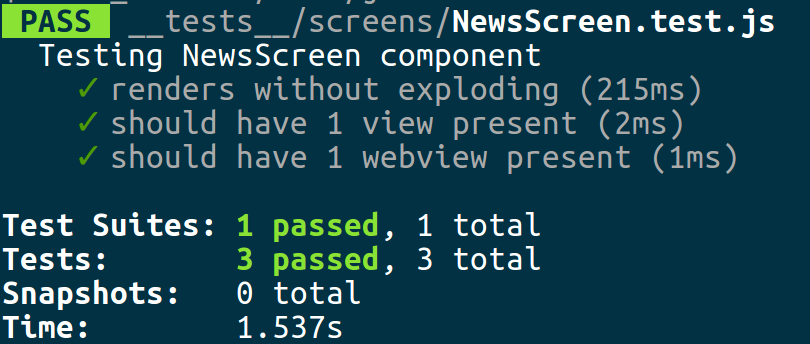 PASS __tests__/screens/NewsScreen.test.js
Testing NewsScreen component
✓ renders without exploding (215ms)
✓ should have 1 view present (2ms)
✓ should have 1 webview present (1ms)
Test Suites: 1 passed, 1 total
Tests: 3 passed, 3 total
Snapshots: 0 total
Time: 1.537s